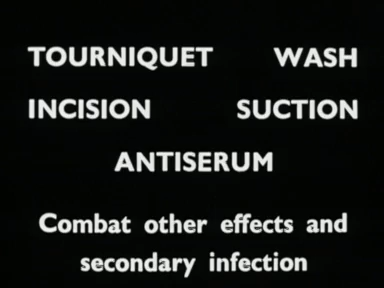 TOURNIQUET WASH
INCISION SUCTION
ANTISERUM
Combat other effects and
secondary infection